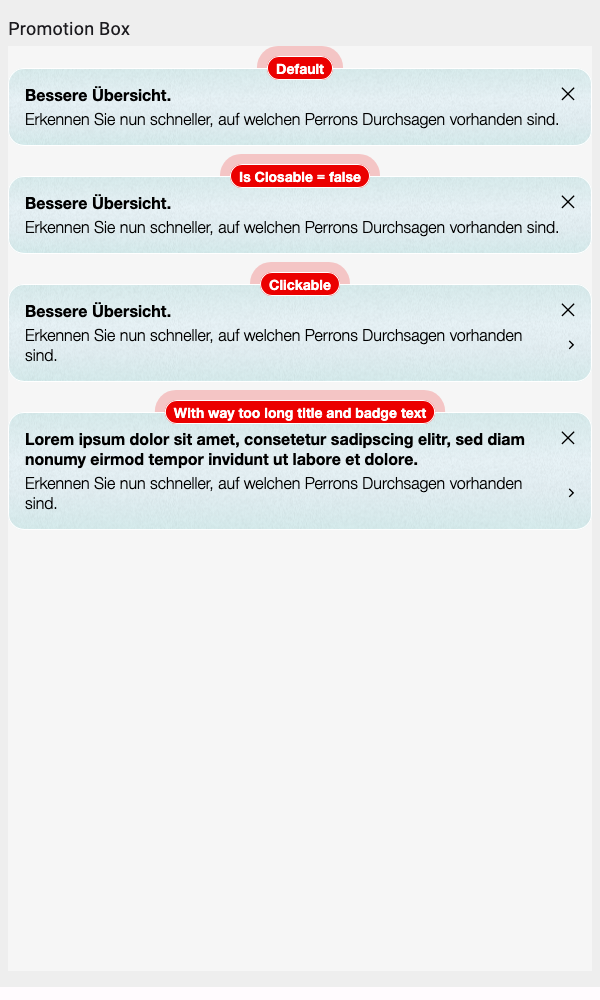 Promotion Box
Default
Bessere Übersicht.
Erkennen Sie nun schneller, auf welchen Perrons Durchsagen vorhanden sind.
Is Closable = false
Bessere Übersicht.
Erkennen Sie nun schneller, auf welchen Perrons Durchsagen vorhanden sind.
Clickable
Bessere Übersicht.
Erkennen Sie nun schneller, auf welchen Perrons Durchsagen vorhanden
sind.
With way too long title and badge text
Lorem ipsum dolor sit amet, consetetur sadipscing elitr, sed diam
nonumy eirmod tempor invidunt ut labore et dolore.
Erkennen Sie nun schneller, auf welchen Perrons Durchsagen vorhanden
sind.